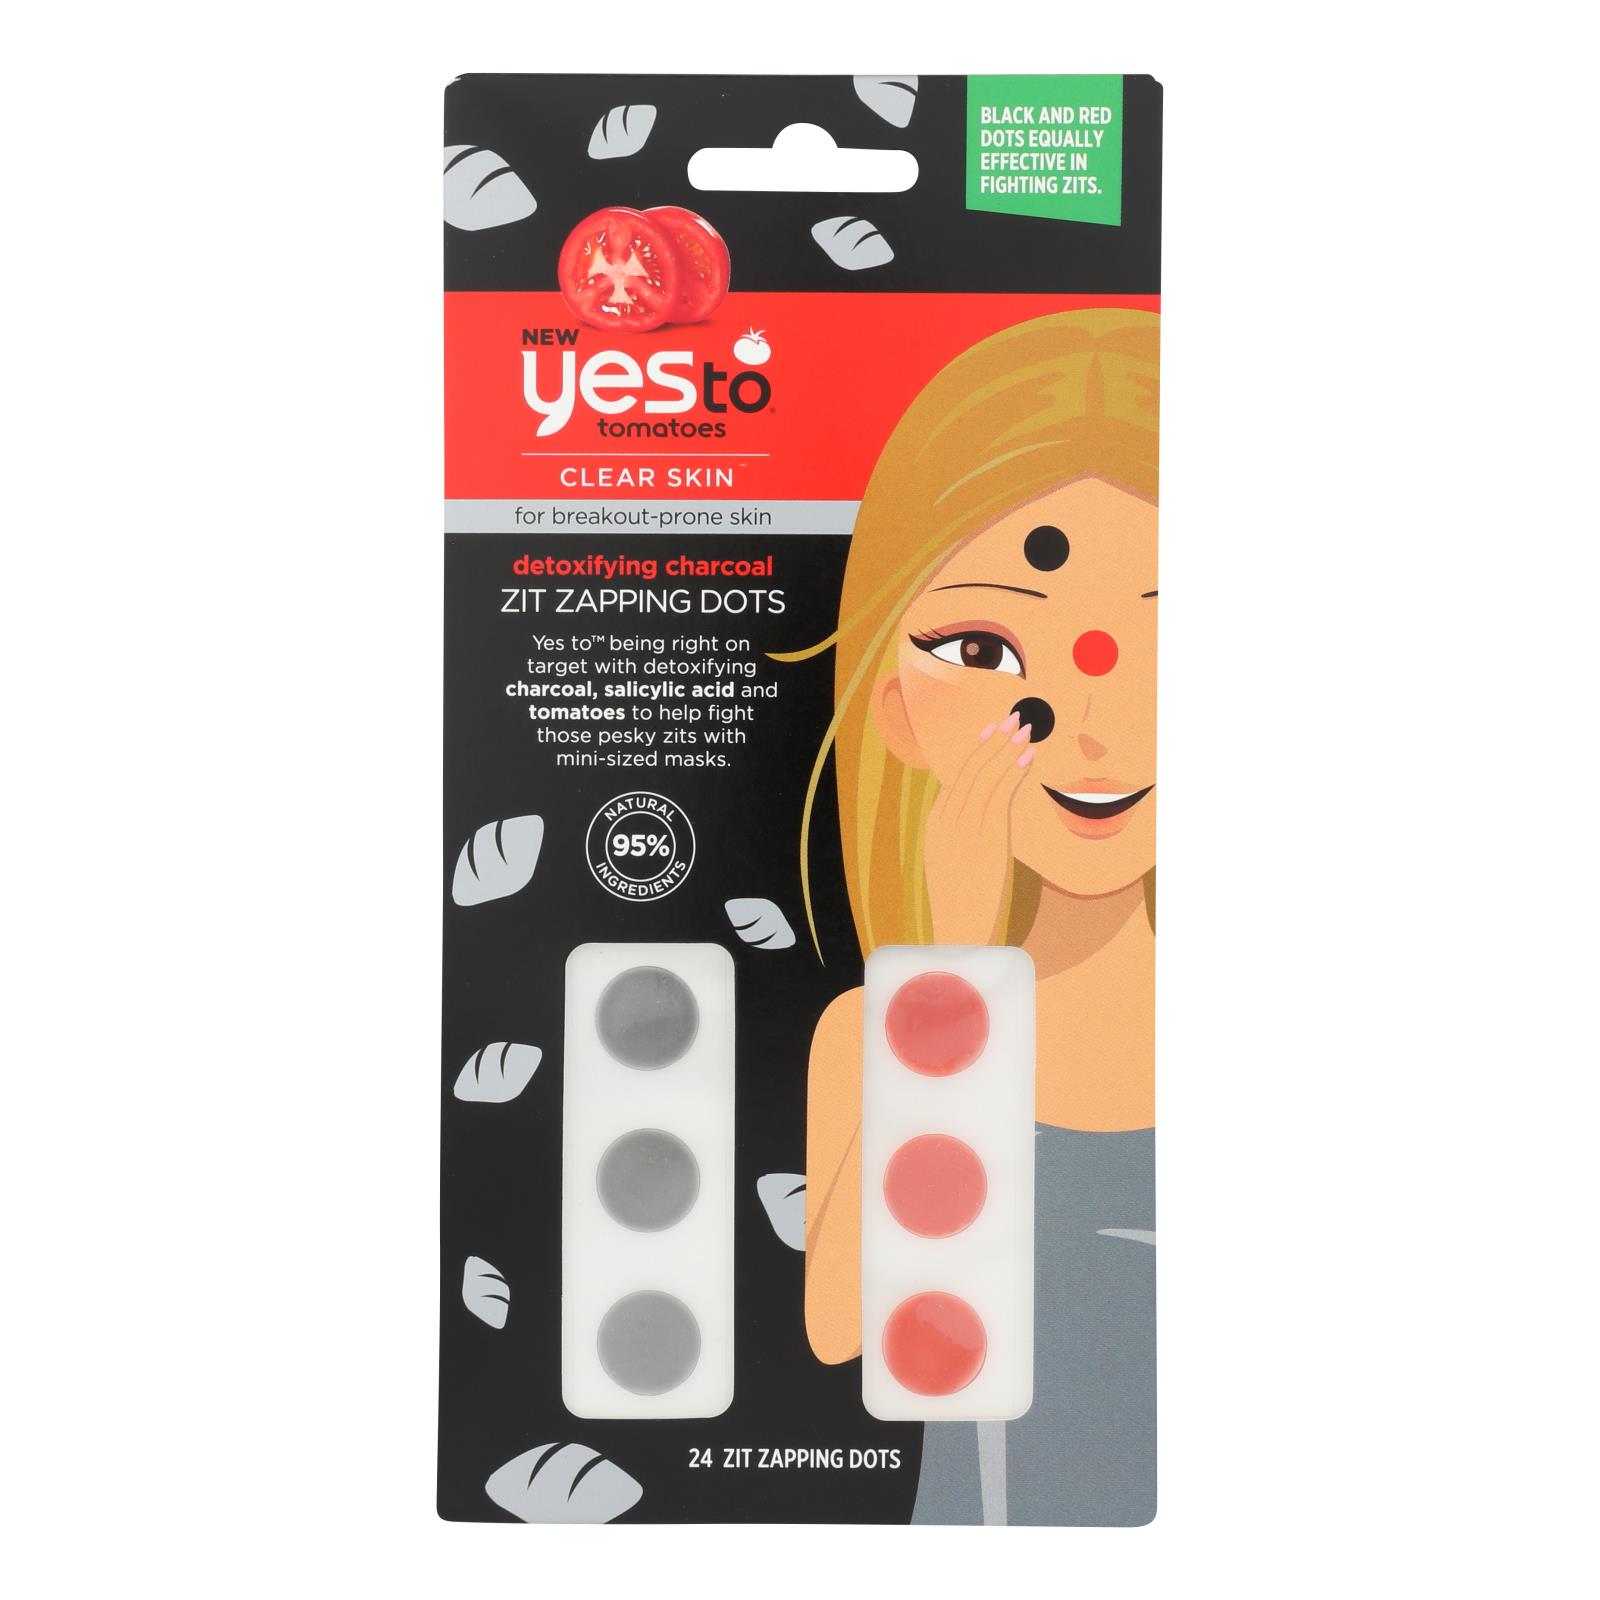 BLACK AND RED
DOTS EQUALLY
EFFECTIVE IN
FIGHTING ZITS.
NEW
yes to®
tomatoes
CLEAR SKIN™
for breakout-prone skin
detoxifying charcoal
ZIT ZAPPING DOTS
Yes to™ being right on
target with detoxifying
charcoal, salicylic acid and
tomatoes to help fight
those pesky zits with
mini-sized masks.
NATURAL
95%
INGREDIENTS
24 ZIT ZAPPING DOTS